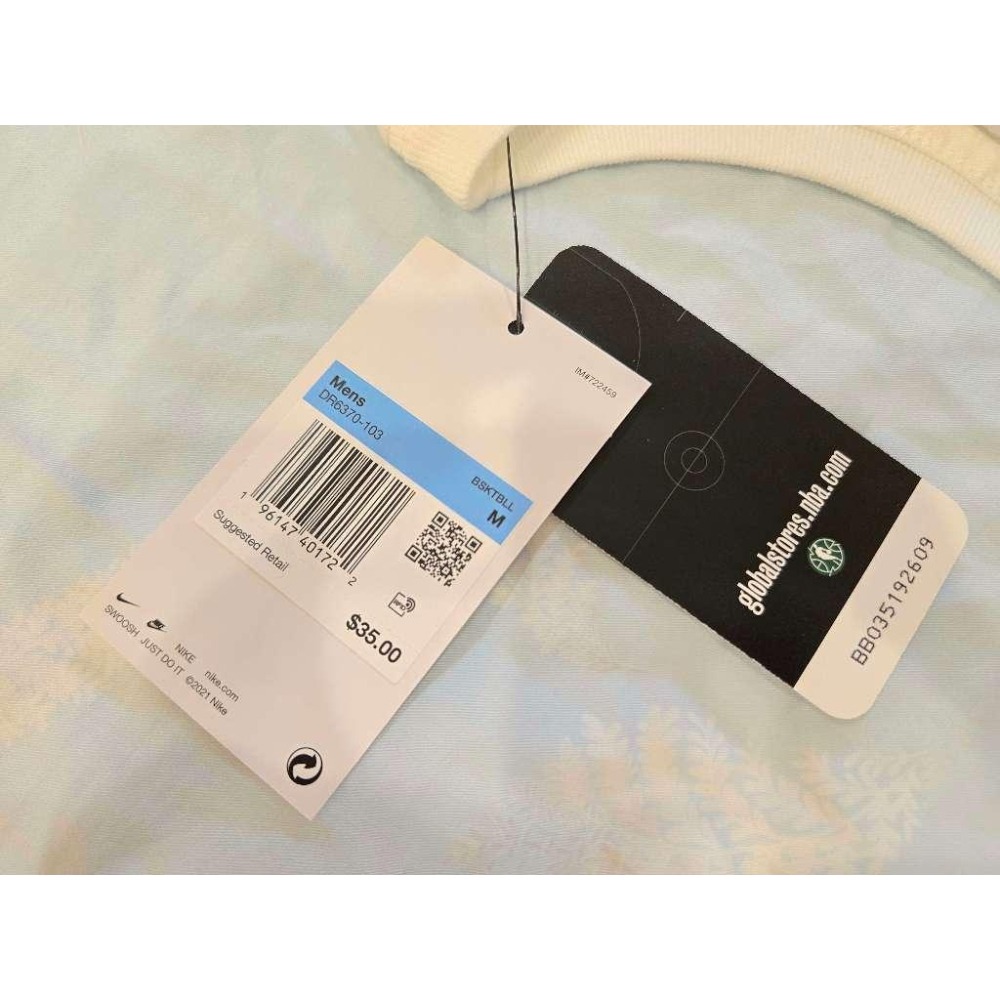 IM#722459
Mens
DR6370-103
BSKTBLL
M
1 96147 40172 2
Suggested Retail
RFID
$35.00
NIKE nike.com
SWOOSH JUST DO IT ©2021 Nike
globalstores.nba.com
BB035192609